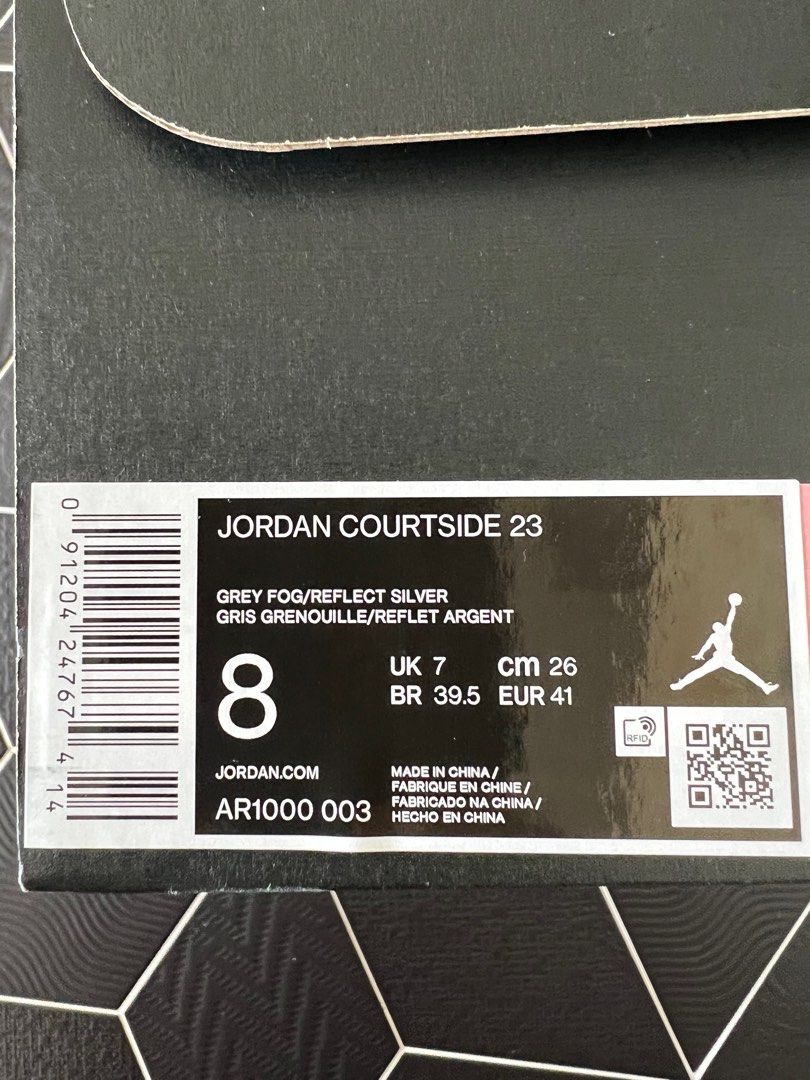 JORDAN COURTSIDE 23
GREY FOG/REFLECT SILVER
GRIS GRENOUILLE/REFLET ARGENT
8
UK 7 cm 26
BR 39.5 EUR 41
JORDAN.COM
AR1000 003
MADE IN CHINA /
FABRIQUE EN CHINE /
FABRICADO NA CHINA /
HECHO EN CHINA
RFID
0 91204 24767 4 14